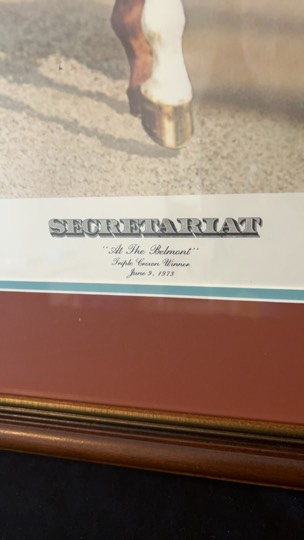 SECRETARIAT
"At The Belmont"
Triple Crown Winner
June 9, 1973